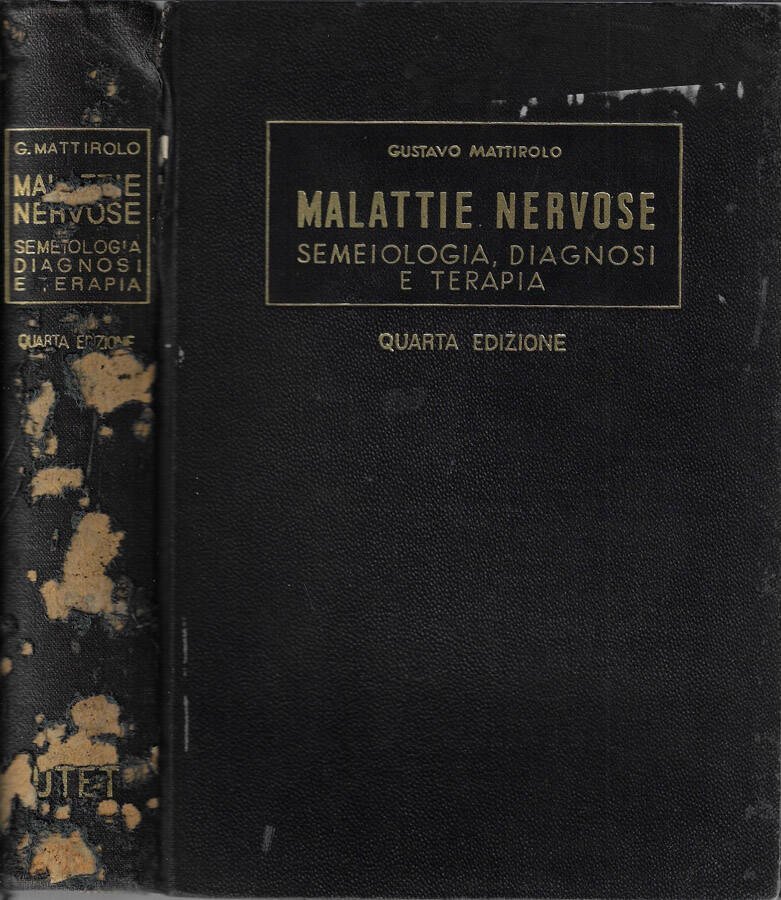 G. MATTIROLO
MALATTIE
NERVOSE
SEMEIOLOGIA
DIAGNOSI
E TERAPIA
QUARTA EDIZIONE
UTET
GUSTAVO MATTIROLO
MALATTIE NERVOSE
SEMEIOLOGIA, DIAGNOSI
E TERAPIA
QUARTA EDIZIONE